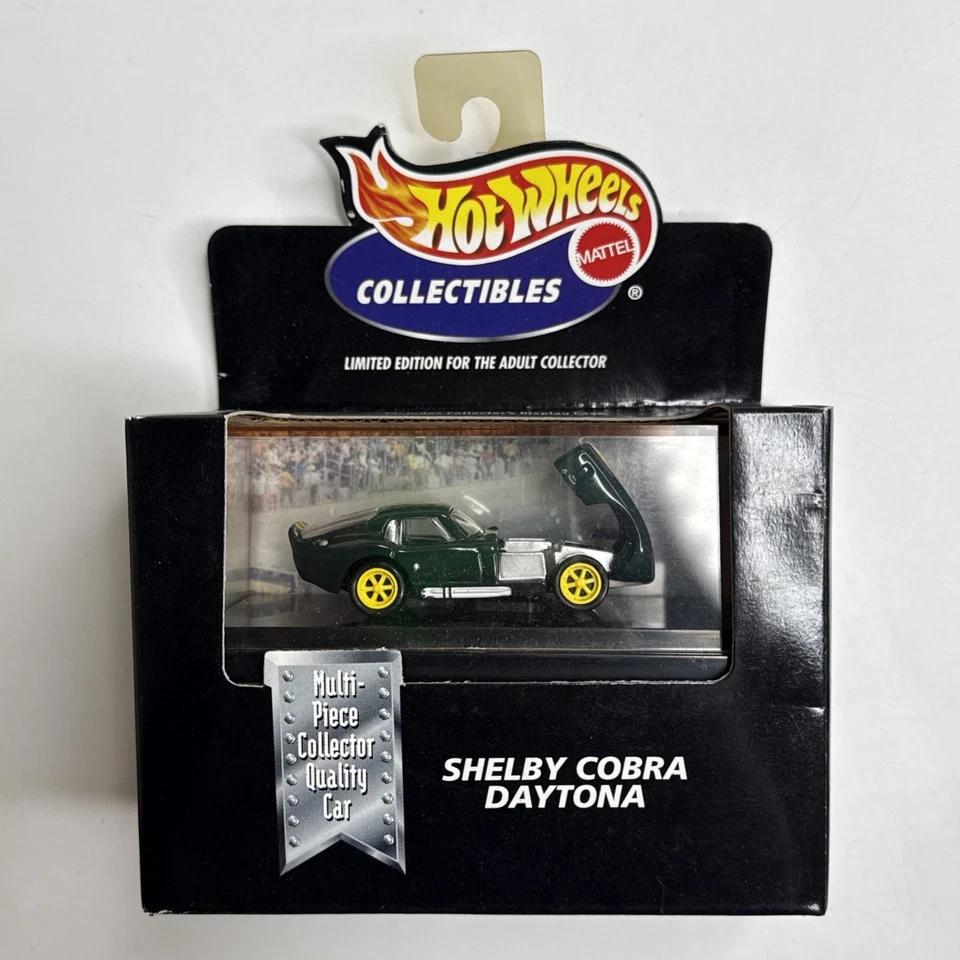 HOT WHEELS
MATTEL
COLLECTIBLES ®
LIMITED EDITION FOR THE ADULT COLLECTOR
Multi-
Piece
Collector
Quality
Car
SHELBY COBRA
DAYTONA